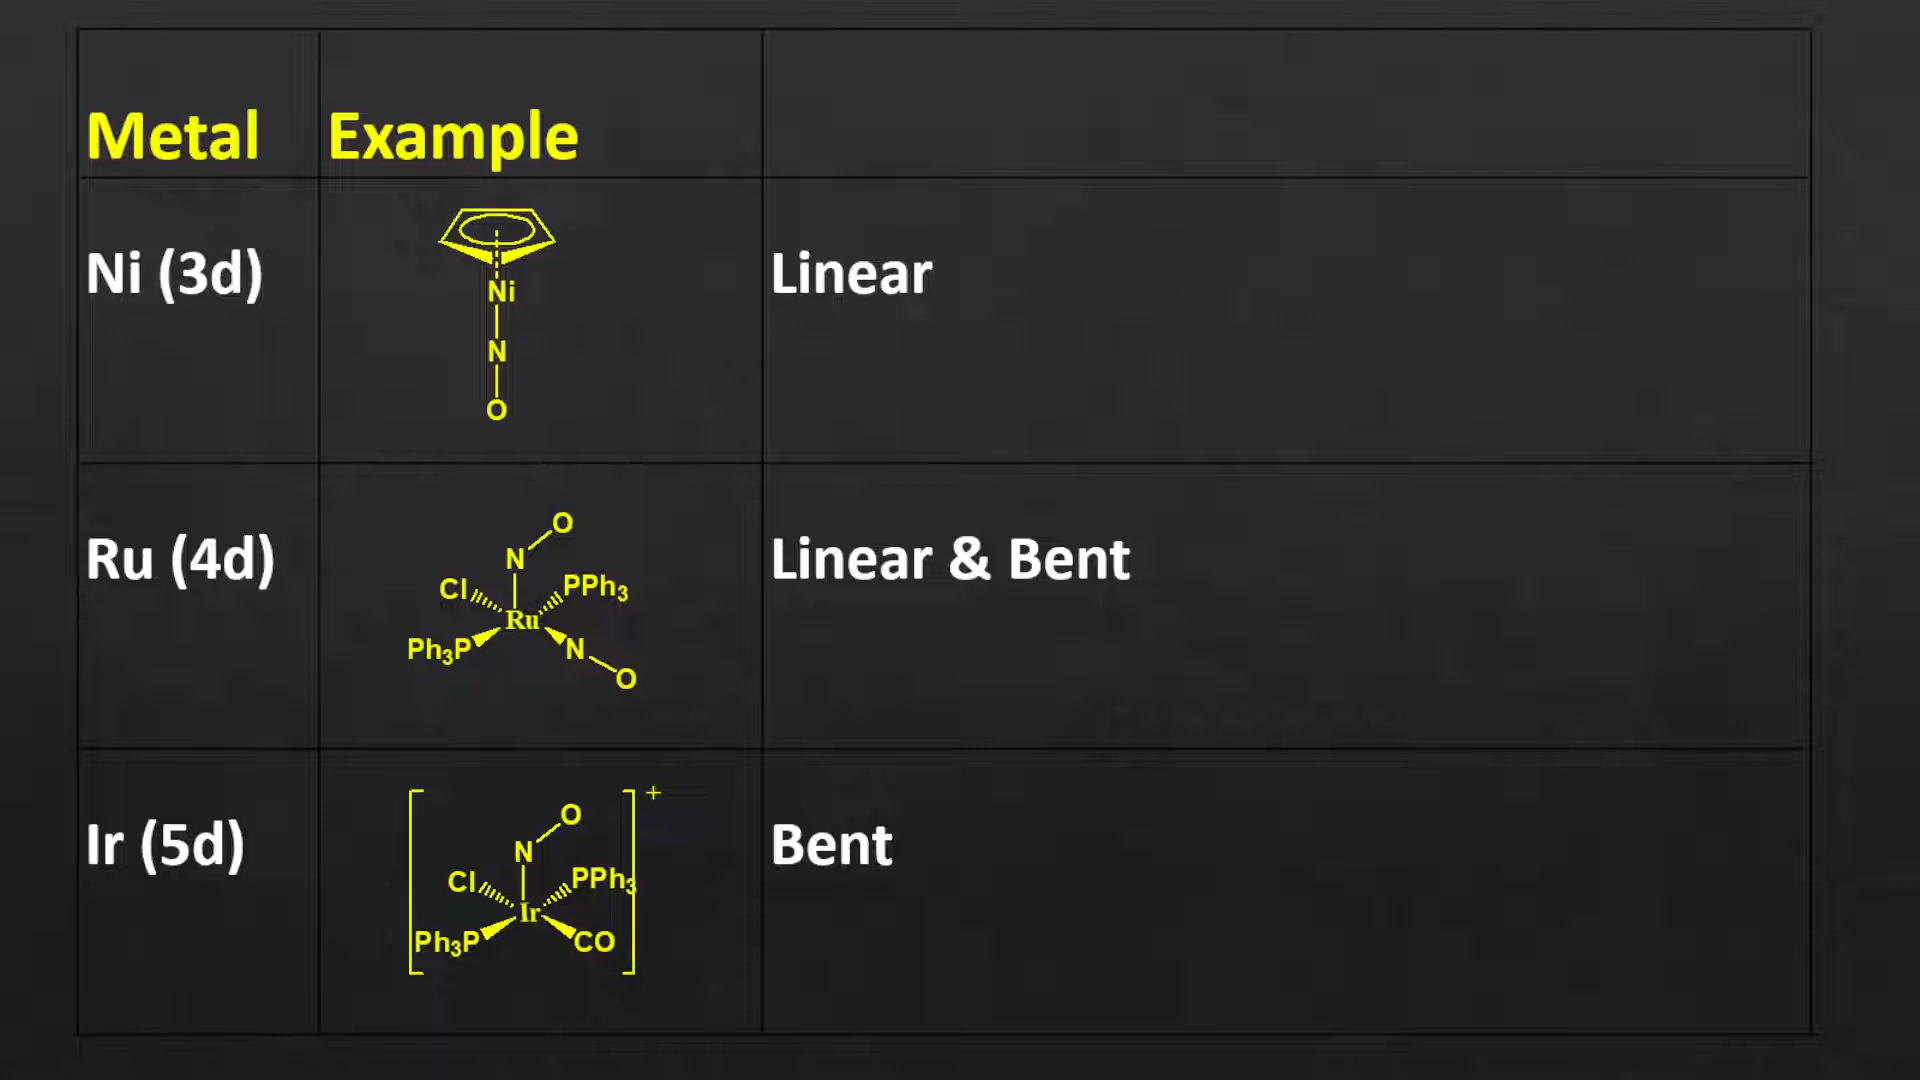 Metal Example
Ni (3d) Linear
Ni
N
O
Ru (4d) Linear & Bent
O
N
Cl PPh3
Ru
Ph3P N
O
Ir (5d) Bent
+
O
N
Cl PPh3
Ir
Ph3P CO